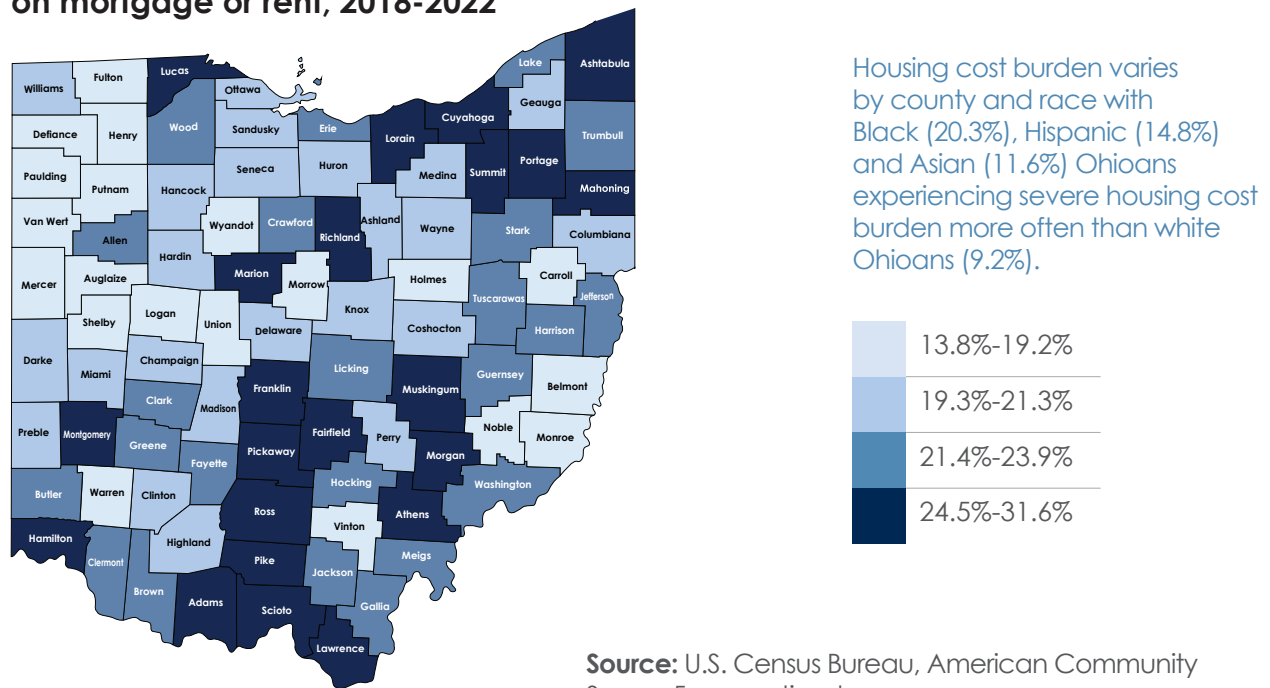 on mortgage or rent, 2018-2022
Housing cost burden varies
by county and race with
Black (20.3%), Hispanic (14.8%)
and Asian (11.6%) Ohioans
experiencing severe housing cost
burden more often than white
Ohioans (9.2%).
13.8%-19.2%
19.3%-21.3%
21.4%-23.9%
24.5%-31.6%
Williams
Fulton
Lucas
Ottawa
Lake
Ashtabula
Geauga
Defiance
Henry
Wood
Sandusky
Erie
Lorain
Cuyahoga
Trumbull
Paulding
Putnam
Hancock
Seneca
Huron
Medina
Summit
Portage
Mahoning
Van Wert
Allen
Wyandot
Crawford
Richland
Ashland
Wayne
Stark
Columbiana
Mercer
Auglaize
Hardin
Marion
Morrow
Holmes
Carroll
Tuscarawas
Jefferson
Shelby
Logan
Union
Delaware
Knox
Coshocton
Harrison
Darke
Miami
Champaign
Clark
Madison
Franklin
Licking
Muskingum
Guernsey
Belmont
Preble
Montgomery
Greene
Fayette
Pickaway
Fairfield
Perry
Morgan
Noble
Monroe
Butler
Warren
Clinton
Ross
Hocking
Athens
Washington
Hamilton
Clermont
Brown
Highland
Pike
Vinton
Meigs
Adams
Scioto
Jackson
Gallia
Lawrence
Source: U.S. Census Bureau, American Community